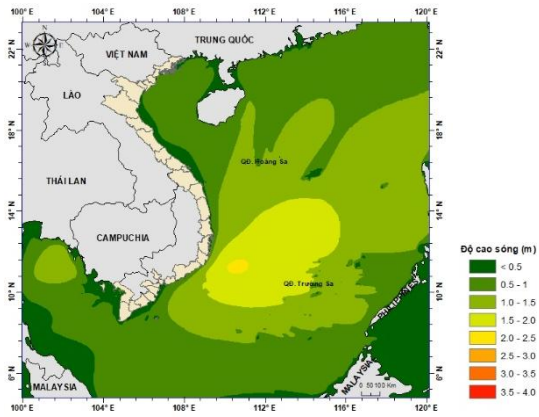 100°E 104°E 108°E 112°E 116°E 120°E
N
W E
S
22°N
18°N
14°N
10°N
6°N
TRUNG QUỐC
VIỆT NAM
LÀO
QĐ. Hoàng Sa
THÁI LAN
CAMPUCHIA
QĐ. Trường Sa
PHILIPPINES
MALAYSIA
MALAYSIA
0 50 100 Km
Độ cao sóng (m)
< 0.5
0.5 - 1
1.0 - 1.5
1.5 - 2.0
2.0 - 2.5
2.5 - 3.0
3.0 - 3.5
3.5 - 4.0